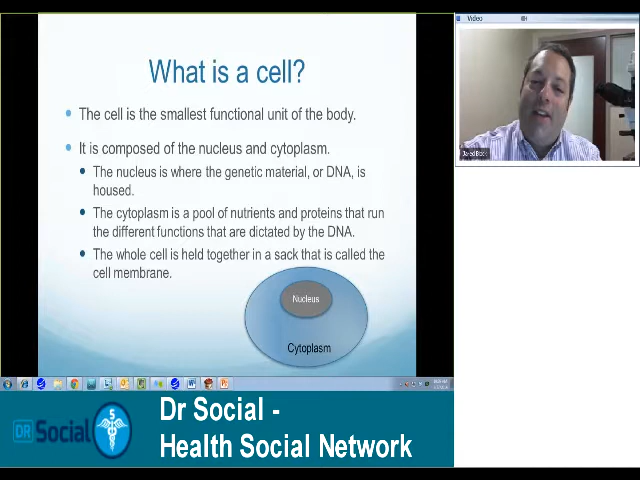 Video
What is a cell?
The cell is the smallest functional unit of the body.
It is composed of the nucleus and cytoplasm.
The nucleus is where the genetic material, or DNA, is
housed.
The cytoplasm is a pool of nutrients and proteins that run
the different functions that are dictated by the DNA.
The whole cell is held together in a sack that is called the
cell membrane.
Nucleus
Cytoplasm
DR Social
5
Dr Social -
Health Social Network